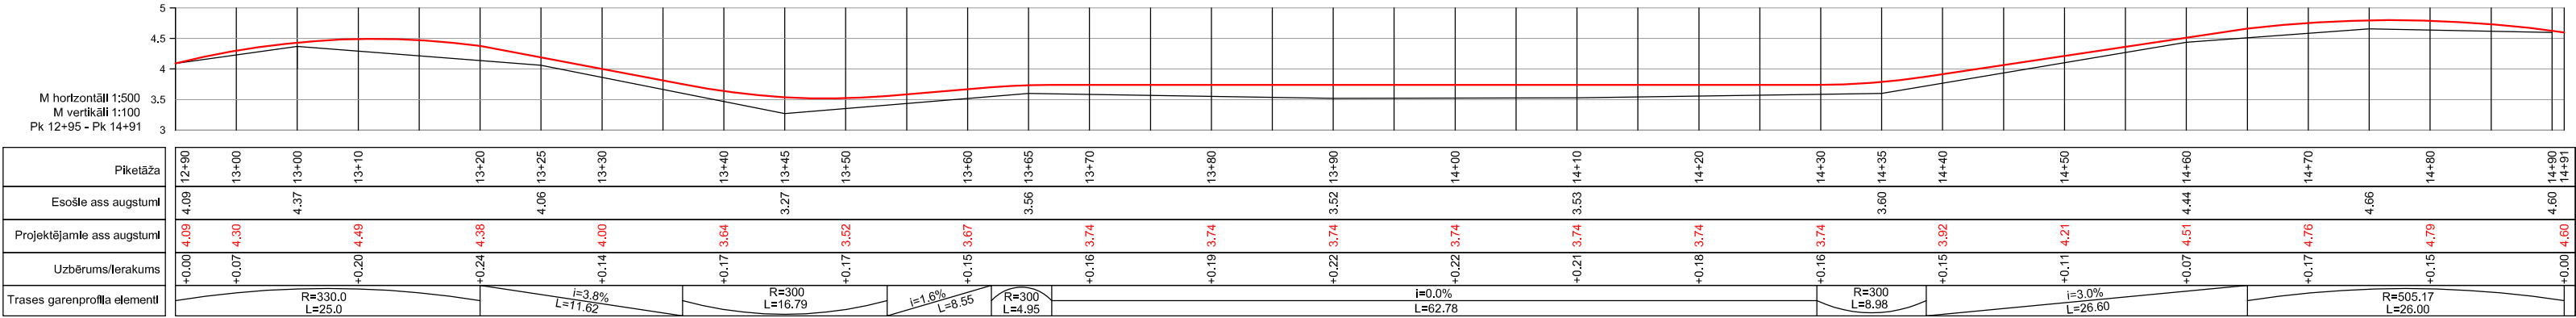 5
4.5
4
3.5
3
M horizontāli 1:500
M vertikāli 1:100
Pk 12+95 - Pk 14+91
Piketāža 12+90 13+00 13+00 13+10 13+20 13+25 13+30 13+40 13+45 13+50 13+60 13+65 13+70 13+80 13+90 14+00 14+10 14+20 14+30 14+35 14+40 14+50 14+60 14+70 14+80 14+90 14+91
Esošie ass augstumi 4.09 4.37 4.06 3.27 3.56 3.52 3.53 3.60 4.44 4.66 4.60
Projektējamie ass augstumi 4.09 4.30 4.49 4.38 4.00 3.64 3.52 3.67 3.74 3.74 3.74 3.74 3.74 3.74 3.74 3.92 4.21 4.51 4.76 4.79 4.60
Uzbērums/Ierakums +0.00 +0.07 +0.20 +0.24 +0.14 +0.17 +0.17 +0.15 +0.16 +0.19 +0.22 +0.22 +0.21 +0.18 +0.16 +0.15 +0.11 +0.07 +0.17 +0.15 +0.00
Trases garenprofila elementi
R=330.0
L=25.0
i=3.8%
L=11.62
R=300
L=16.79
i=1.6%
L=8.55
R=300
L=4.95
i=0.0%
L=62.78
R=300
L=8.98
i=3.0%
L=26.60
R=505.17
L=26.00